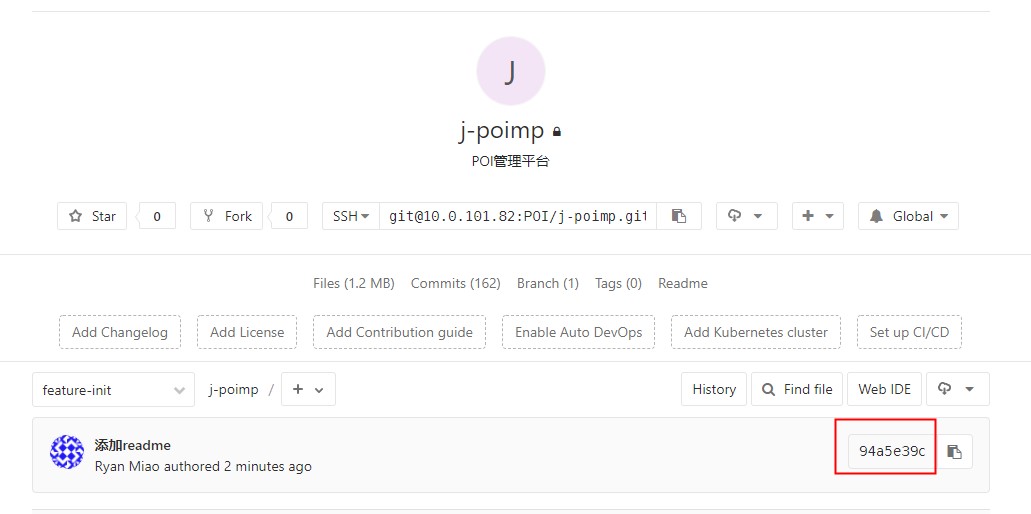 J
j-poimp
POI管理平台
Star 0 Fork 0 SSH git@10.0.101.82:POI/j-poimp.git Global
Files (1.2 MB) Commits (162) Branch (1) Tags (0) Readme
Add Changelog Add License Add Contribution guide Enable Auto DevOps Add Kubernetes cluster Set up CI/CD
feature-init j-poimp / + History Find file Web IDE
添加readme
94a5e39c
Ryan Miao authored 2 minutes ago